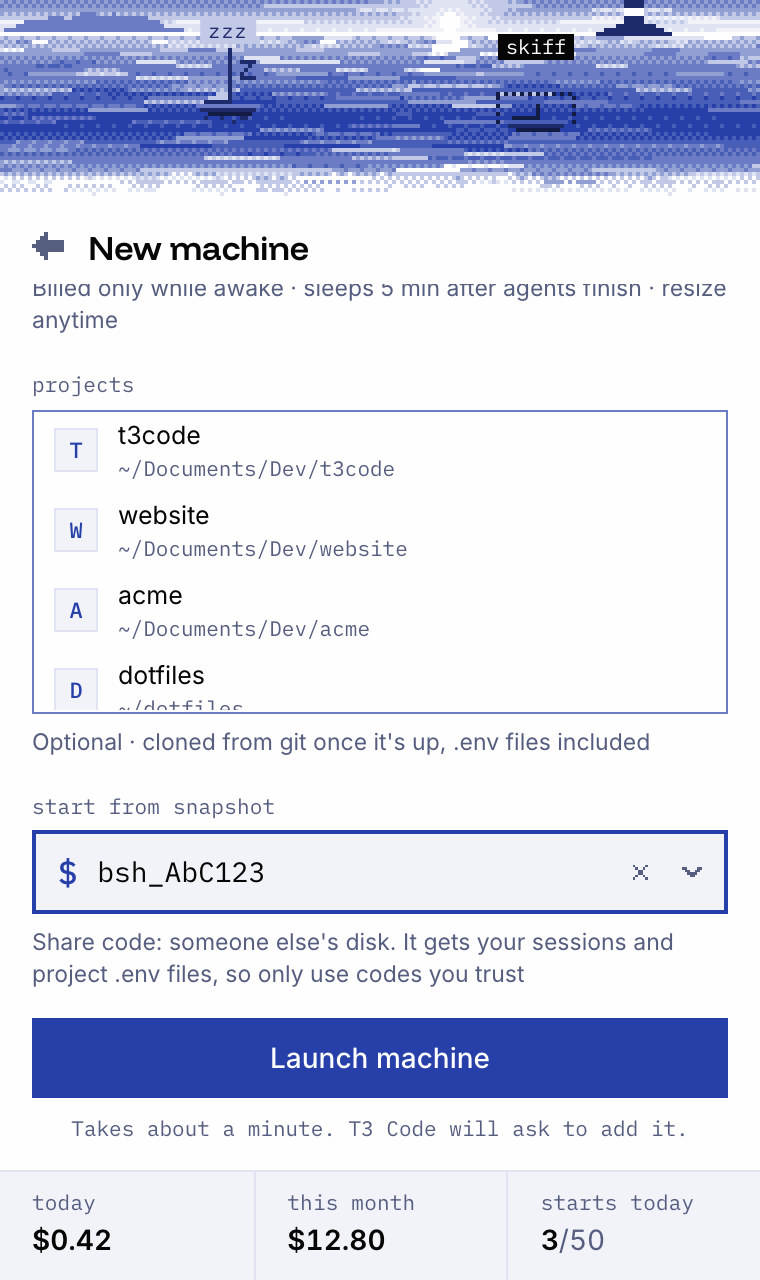 zzz
z
skiff
New machine
Billed only while awake · sleeps 5 min after agents finish · resize
anytime
projects
T
t3code
~/Documents/Dev/t3code
W
website
~/Documents/Dev/website
A
acme
~/Documents/Dev/acme
D
dotfiles
~/dotfiles
Optional · cloned from git once it's up, .env files included
start from snapshot
$ bsh_AbC123
Share code: someone else's disk. It gets your sessions and
project .env files, so only use codes you trust
Launch machine
Takes about a minute. T3 Code will ask to add it.
today
$0.42
this month
$12.80
starts today
3/50